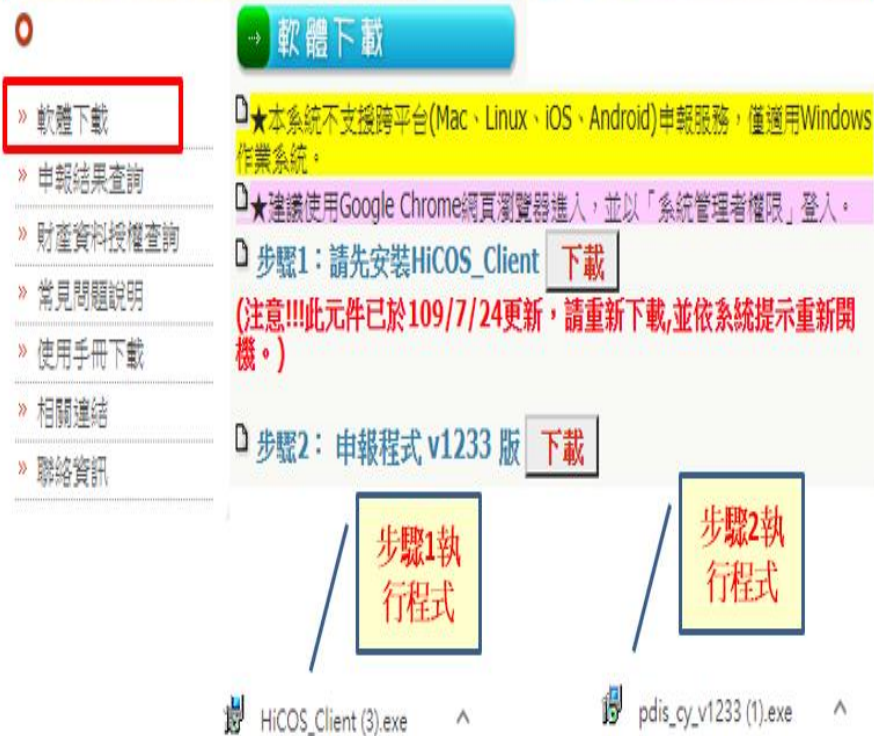 » 軟體下載
» 申報結果查詢
» 財產資料授權查詢
» 常見問題說明
» 使用手冊下載
» 相關連結
» 聯絡資訊
軟體下載
★本系統不支援跨平台(Mac、Linux、iOS、Android)申報服務，僅適用Windows
作業系統。
★建議使用Google Chrome網頁瀏覽器進入，並以「系統管理者權限」登入。
步驟1：請先安裝HiCOS_Client 下載
(注意!!!此元件已於109/7/24更新，請重新下載,並依系統提示重新開
機。)
步驟2： 申報程式 v1233 版 下載
步驟1執
行程式
步驟2執
行程式
HiCOS_Client (3).exe
pdis_cy_v1233 (1).exe